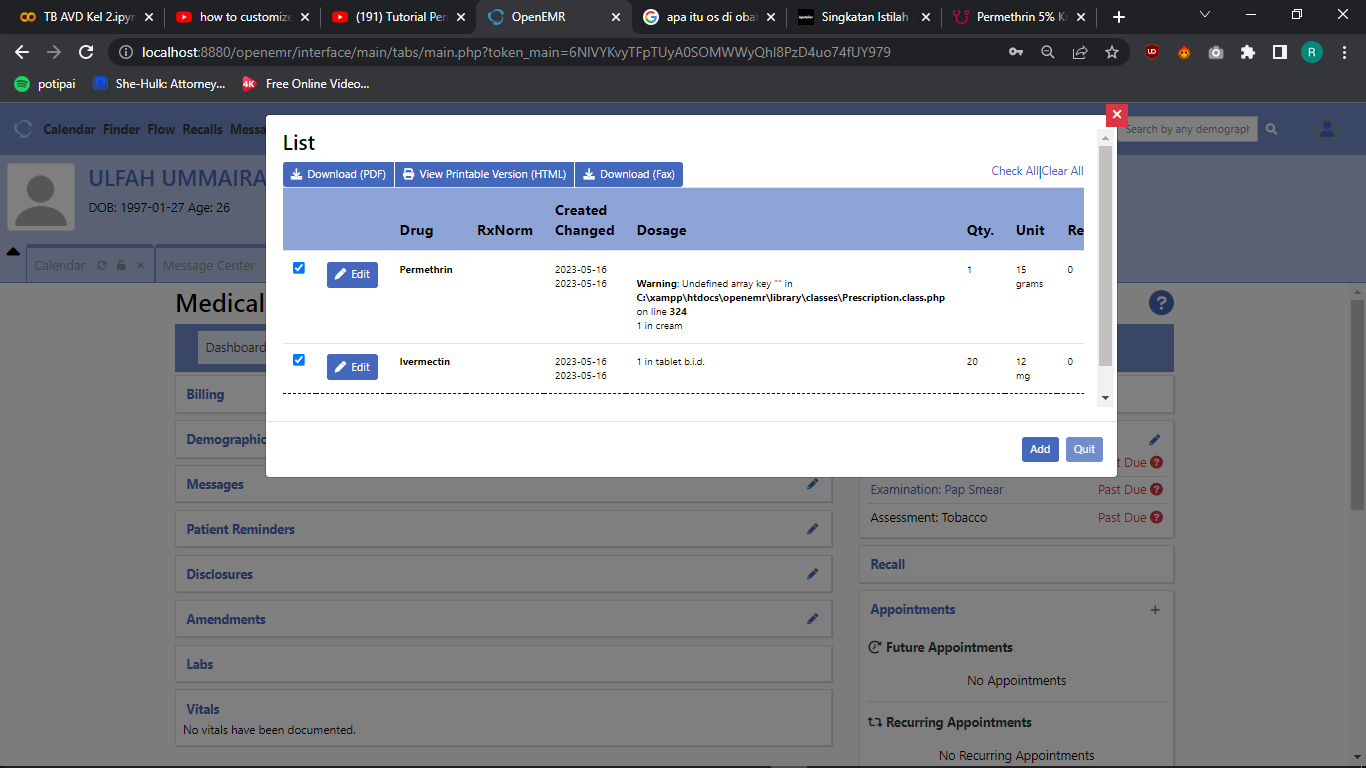 TB AVD Kel 2.ipyn
how to customize
(191) Tutorial Per
OpenEMR
apa itu os di obat
Singkatan Istilah
Permethrin 5% K
localhost:8880/openemr/interface/main/tabs/main.php?token_main=6NlVYKvyTFpTUyA0SOMWWyQhl8PzD4uo74fUY979
R
potipai
She-Hulk: Attorney...
4K
Free Online Video...
Calendar Finder Flow Recalls Messa
Search by any demograph
ULFAH UMMAIRA
DOB: 1997-01-27 Age: 26
Calendar
Message Center
Medical
Dashboard
List
Download (PDF)
View Printable Version (HTML)
Download (Fax)
Check All|Clear All
Drug RxNorm Created Changed Dosage Qty. Unit Re
Edit
Permethrin
2023-05-16
2023-05-16
Warning: Undefined array key "" in
C:\xampp\htdocs\openemr\library\classes\Prescription.class.php
on line 324
1 in cream
1
15
grams
0
Edit
Ivermectin
2023-05-16
2023-05-16
1 in tablet b.i.d.
20
12
mg
0
Add
Quit
Billing
Demographic
Messages
Patient Reminders
Disclosures
Amendments
Labs
Vitals
No vitals have been documented.
t Due
Examination: Pap Smear
Past Due
Assessment: Tobacco
Past Due
Recall
Appointments
Future Appointments
No Appointments
Recurring Appointments
No Recurring Appointments